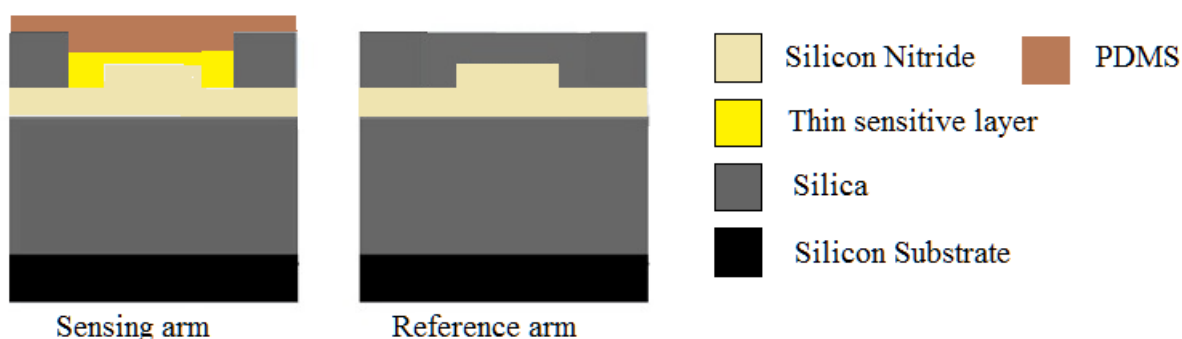 Silicon Nitride
PDMS
Thin sensitive layer
Silica
Silicon Substrate
Sensing arm
Reference arm